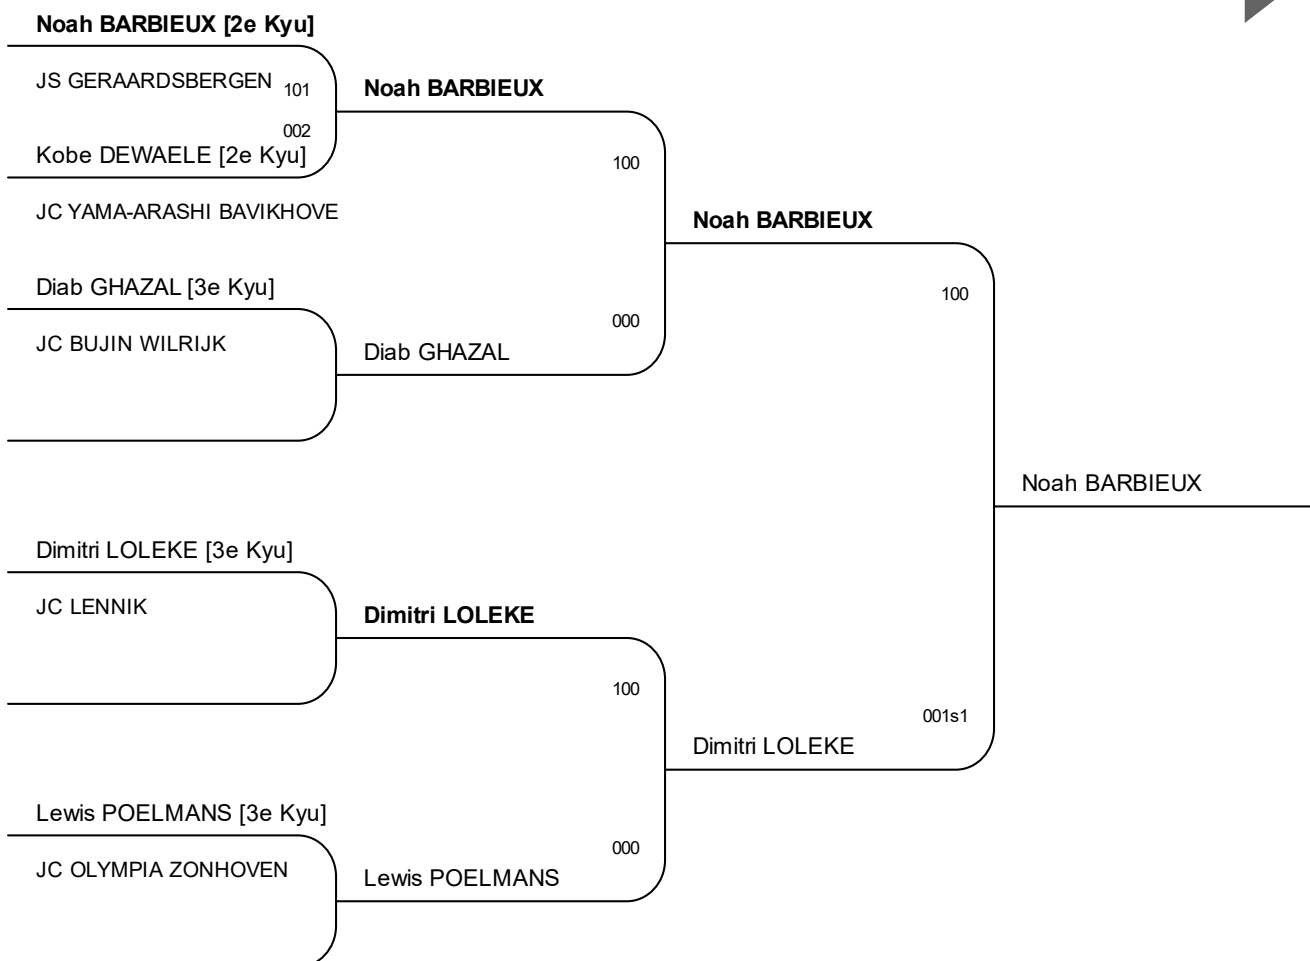 Noah BARBIEUX [2e Kyu]
JS GERAARDSBERGEN
101
Noah BARBIEUX
002
Kobe DEWAELE [2e Kyu]
100
JC YAMA-ARASHI BAVIKHOVE
Noah BARBIEUX
Diab GHAZAL [3e Kyu]
100
000
JC BUJIN WILRIJK
Diab GHAZAL
Noah BARBIEUX
Dimitri LOLEKE [3e Kyu]
JC LENNIK
Dimitri LOLEKE
100
001s1
Dimitri LOLEKE
Lewis POELMANS [3e Kyu]
000
JC OLYMPIA ZONHOVEN
Lewis POELMANS